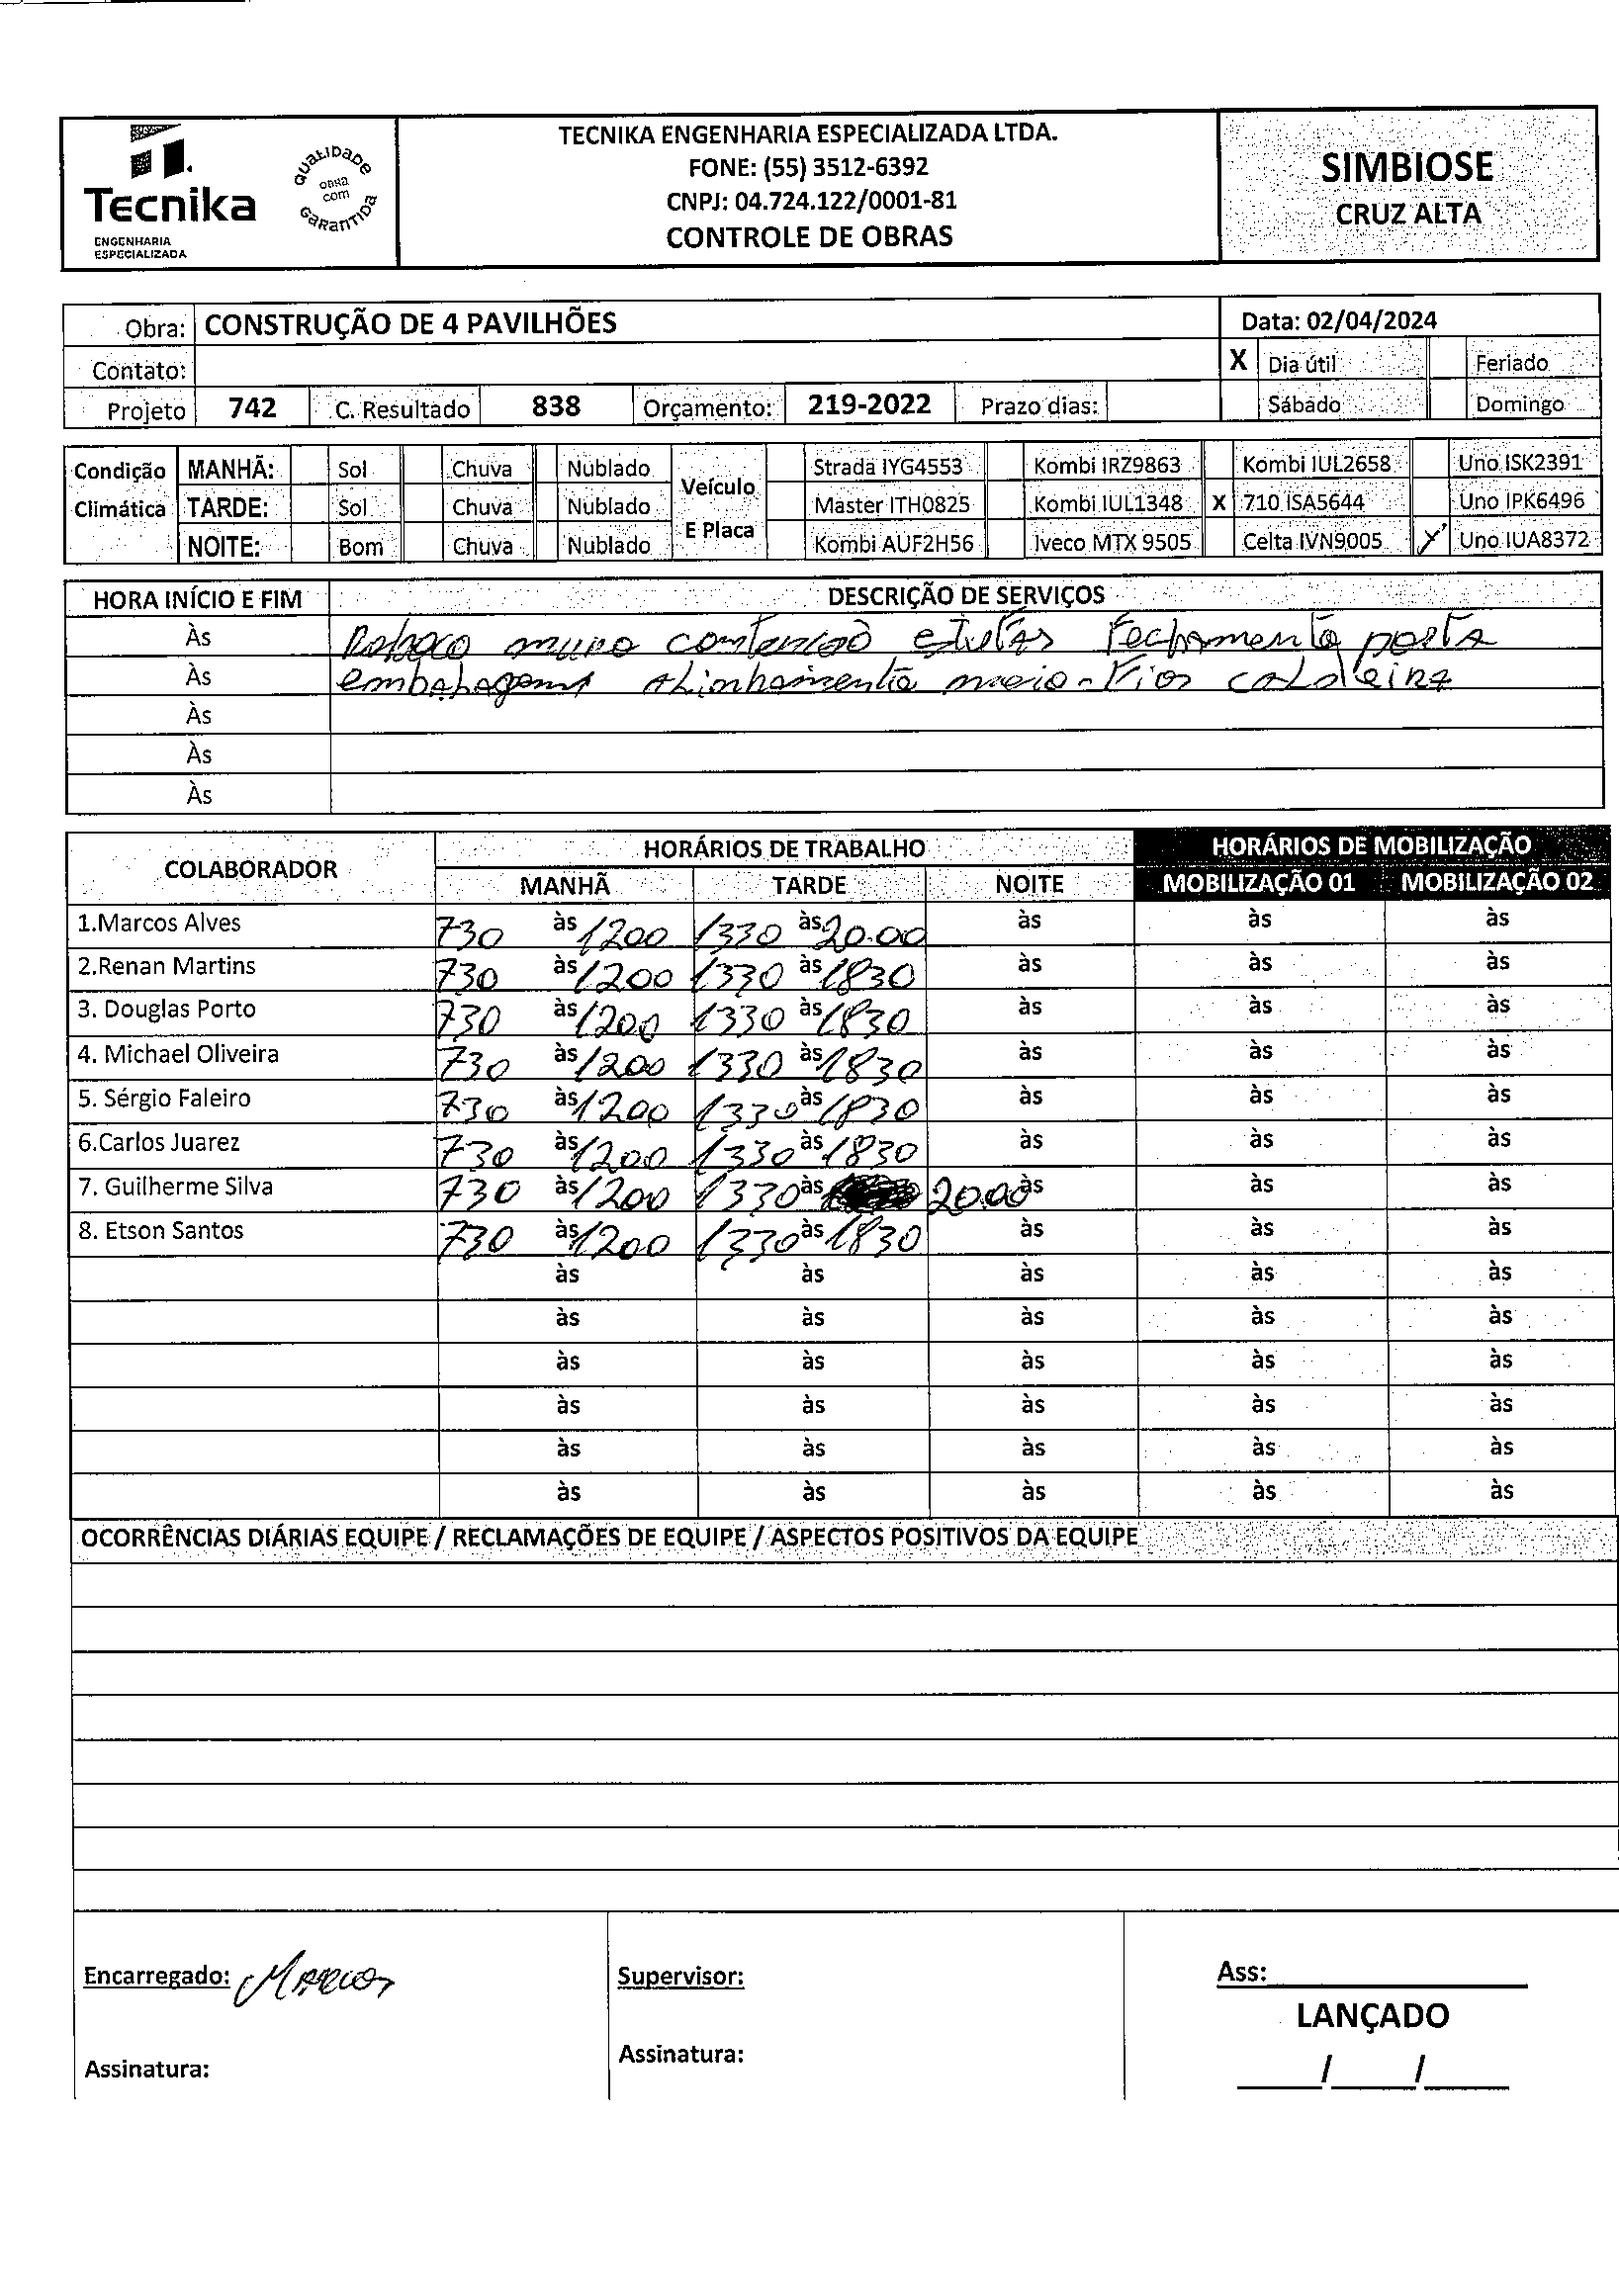 Tecnika
ENGENHARIA
ESPECIALIZADA
QUALIDADE
OBRA
COM
GARANTIDA
TECNIKA ENGENHARIA ESPECIALIZADA LTDA.
FONE: (55) 3512-6392
CNPJ: 04.724.122/0001-81
CONTROLE DE OBRAS
SIMBIOSE
CRUZ ALTA
Obra: CONSTRUÇÃO DE 4 PAVILHÕES Data: 02/04/2024
Contato: X Dia útil Feriado
Projeto 742 C. Resultado 838 Orçamento: 219-2022 Prazo dias: Sábado Domingo
Condição MANHÃ: Sol Chuva Nublado Veículo Strada IYG4553 Kombi IRZ9863 Kombi IUL2658 Uno ISK2391
Climática TARDE: Sol Chuva Nublado Master ITH0825 Kombi IUL1348 X 710 ISA5644 Uno IPK6496
NOITE: Bom Chuva Nublado E Placa Kombi AUF2H56 Iveco MTX 9505 Celta IVN9005 X Uno IUA8372
HORA INÍCIO E FIM DESCRIÇÃO DE SERVIÇOS
Às muro Fechamento porta
Às embalagens alinhamento meio-Fios caldeira
Às
Às
Às
COLABORADOR HORÁRIOS DE TRABALHO HORÁRIOS DE MOBILIZAÇÃO
MANHÃ TARDE NOITE MOBILIZAÇÃO 01 MOBILIZAÇÃO 02
1.Marcos Alves 730 às 1200 1330 às 20.00 às às às
2.Renan Martins 730 às 1200 1330 às 1830 às às às
3. Douglas Porto 730 às 1200 1330 às 1830 às às às
4. Michael Oliveira 730 às 1200 1330 às 1830 às às às
5. Sérgio Faleiro 730 às 1200 1330 às 1830 às às às
6.Carlos Juarez 730 às 1200 1330 às 1830 às às às
7. Guilherme Silva 730 às 1200 1330 às 20.00 às às às
8. Etson Santos 730 às 1200 1330 às 1830 às às às
às às às às às
às às às às às
às às às às às
às às às às às
às às às às às
às às às às às
OCORRÊNCIAS DIÁRIAS EQUIPE / RECLAMAÇÕES DE EQUIPE / ASPECTOS POSITIVOS DA EQUIPE
Encarregado: Marcos Supervisor: Ass:
LANÇADO
Assinatura: Assinatura: / /